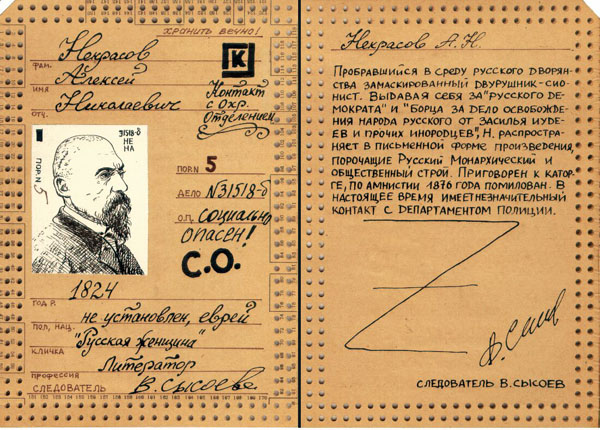 ХРАНИТЬ ВЕЧНО!
ФАМ. Некрасов
ИМЯ Алексей
ОТЧ. Николаевич
К
Контакт
с Охр.
Отделением
31518-б
НЕ
НА
ПОР.N 5
ПОР.N 5
ДЕЛО N31518-б
О.П. социально
опасен!
С.О.
ГОД Р. 1824
ПОЛ, НАЦ. не установлен, еврей
КЛИЧКА "Русская женщина"
ПРОФЕССИЯ Литератор
СЛЕДОВАТЕЛЬ В. Сысоев.
Некрасов А.Н.
Пробравшийся в среду русского дворян
ства замаскированный двурушник-сио-
нист. Выдавая себя за "русского де-
мократа" и "Борца за дело освобожде-
ния народа русского от засилья иуде-
ев и прочих инородцев", Н. распростра-
няет в письменной форме произведения,
порочащие Русский Монархический и
общественный строй. Приговорен к катор-
ге, по амнистии 1876 года помилован. В
настоящее время имеет незначительный
контакт с Департаментом полиции.
СЛЕДОВАТЕЛЬ В. СЫСОЕВ